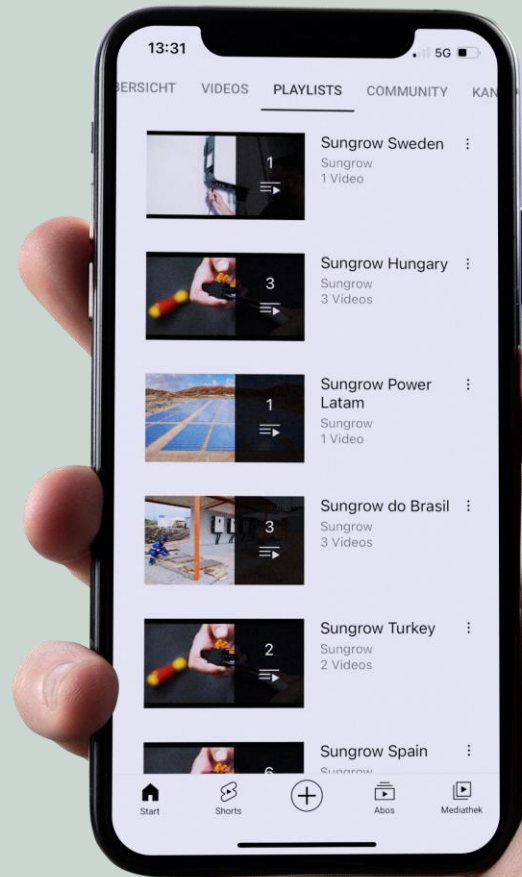 13:31
5G
BERSICHT VIDEOS PLAYLISTS COMMUNITY KAN
1
Sungrow Sweden
Sungrow
1 Video
3
Sungrow Hungary
Sungrow
3 Videos
1
Sungrow Power
Latam
Sungrow
1 Video
3
Sungrow do Brasil
Sungrow
3 Videos
2
Sungrow Turkey
Sungrow
2 Videos
6
Sungrow Spain
Sungrow
Start Shorts Abos Mediathek